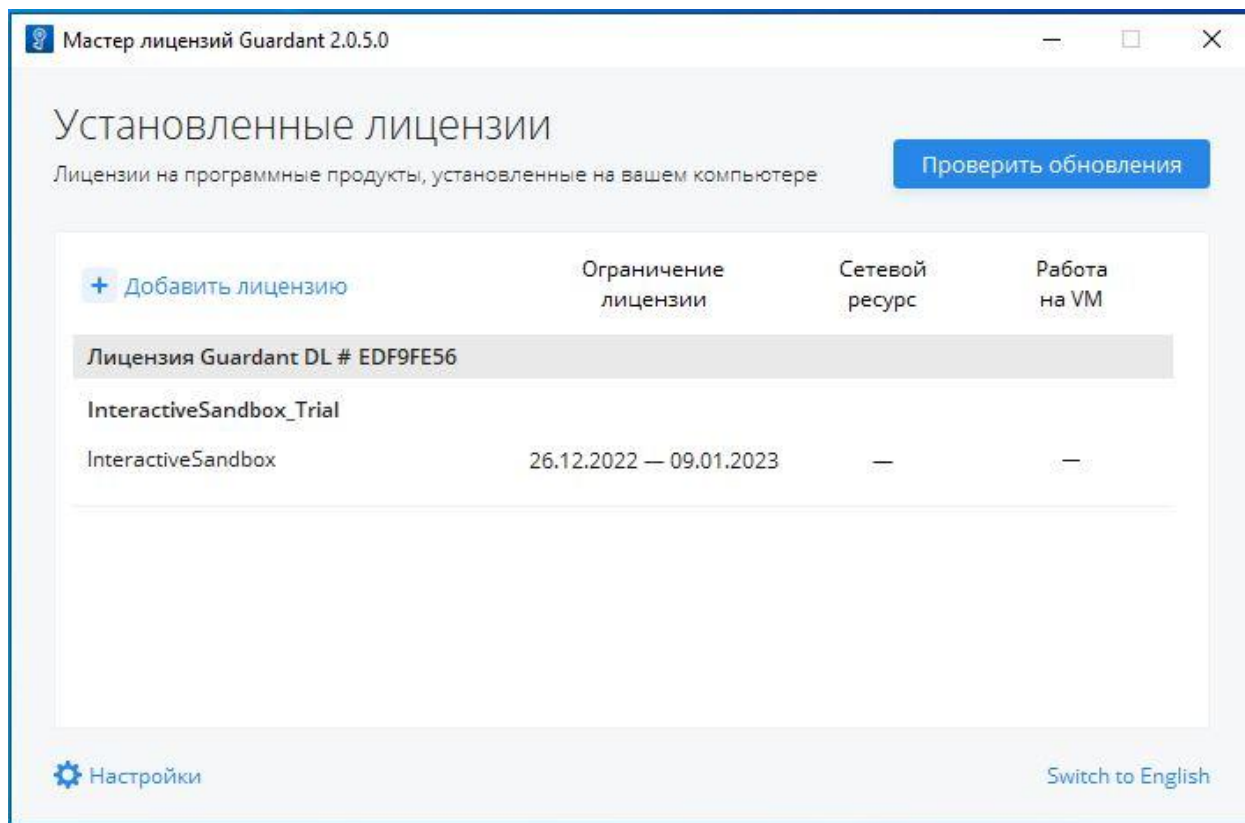 Мастер лицензий Guardant 2.0.5.0
Установленные лицензии
Лицензии на программные продукты, установленные на вашем компьютере
Проверить обновления
+ Добавить лицензию
Ограничение
лицензии
Сетевой
ресурс
Работа
на VM
Лицензия Guardant DL # EDF9FE56
InteractiveSandbox_Trial
InteractiveSandbox 26.12.2022 — 09.01.2023 — —
Настройки
Switch to English